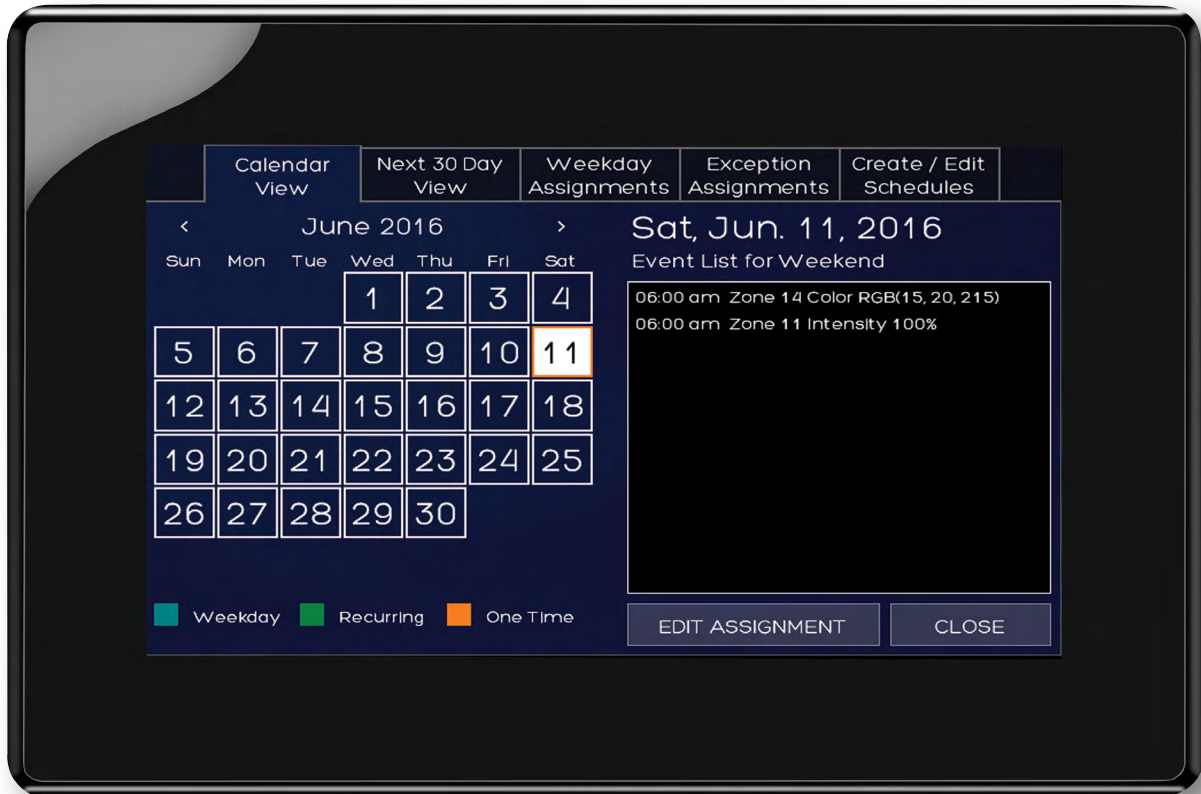 Calendar View
Next 30 Day View
Weekday Assignments
Exception Assignments
Create / Edit Schedules
< June 2016 >
Sun Mon Tue Wed Thu Fri Sat
1 2 3 4
5 6 7 8 9 10 11
12 13 14 15 16 17 18
19 20 21 22 23 24 25
26 27 28 29 30
Weekday Recurring One Time
Sat, Jun. 11, 2016
Event List for Weekend
06:00 am Zone 14 Color RGB(15, 20, 215)
06:00 am Zone 11 Intensity 100%
EDIT ASSIGNMENT CLOSE